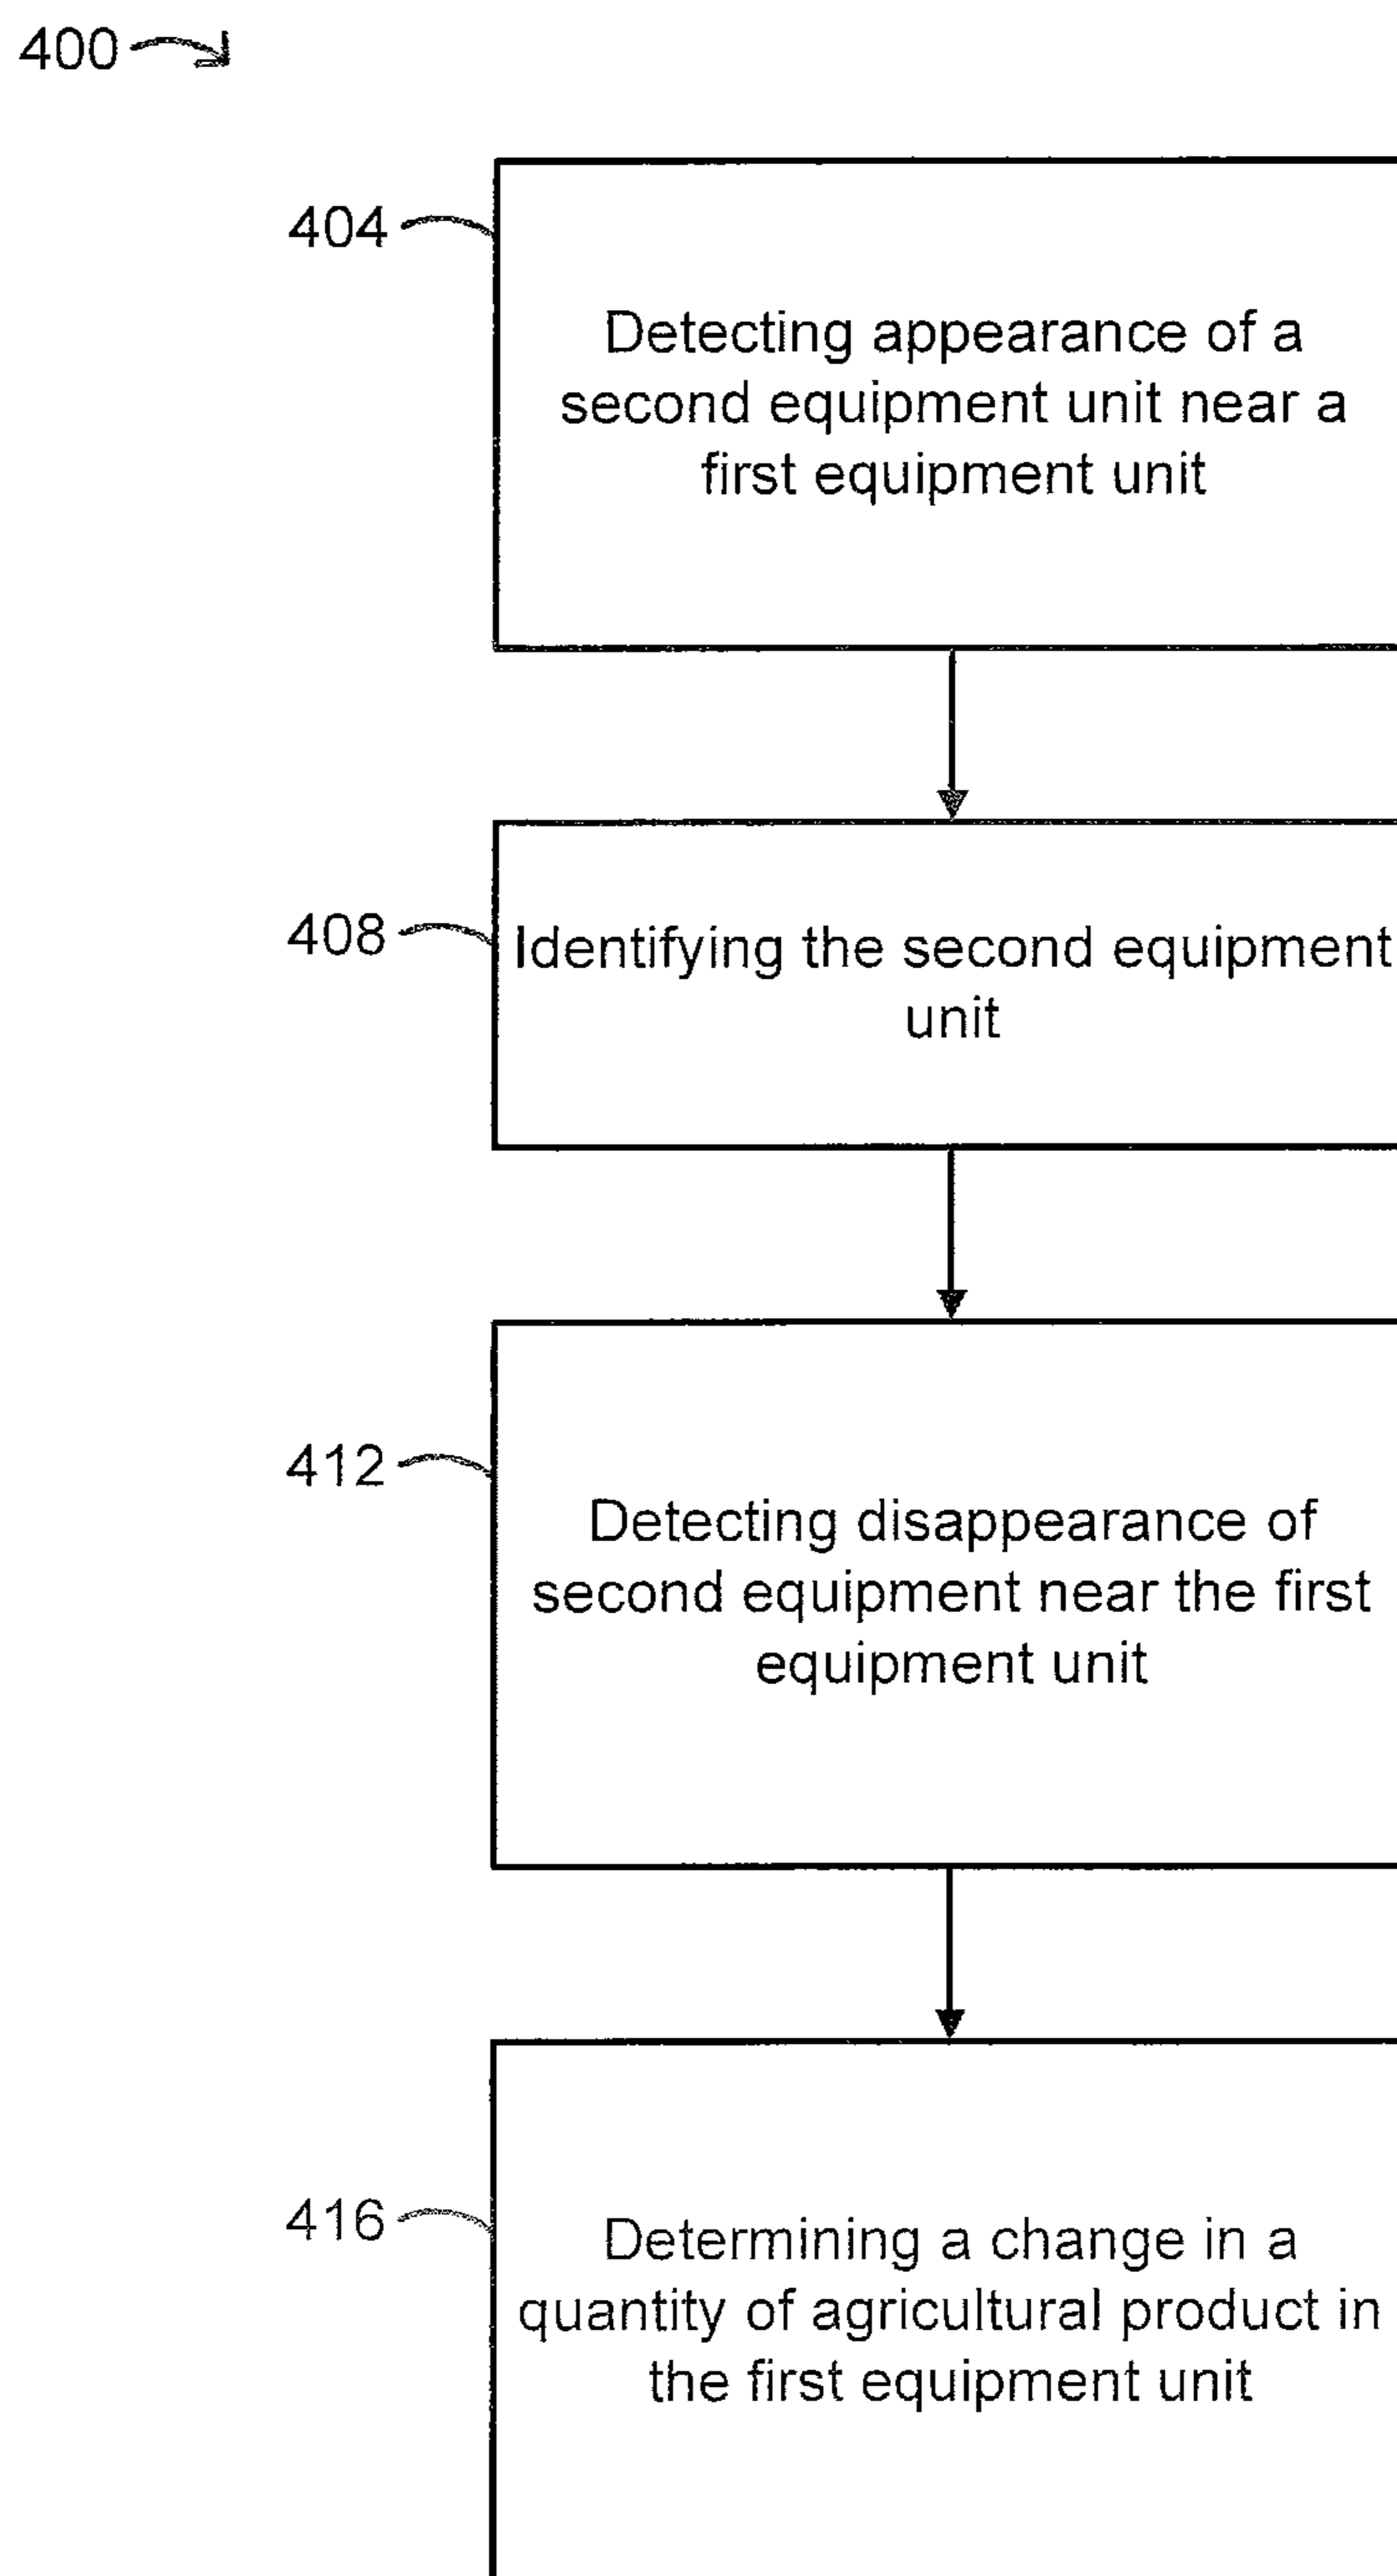 400
404
Detecting appearance of a
second equipment unit near a
first equipment unit
408
Identifying the second equipment
unit
412
Detecting disappearance of
second equipment near the first
equipment unit
416
Determining a change in a
quantity of agricultural product in
the first equipment unit